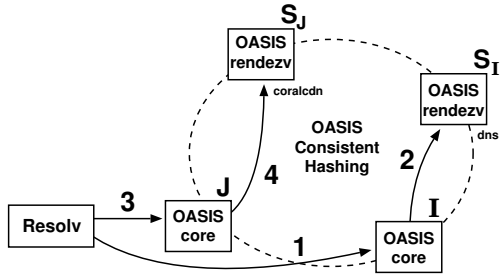 S_J
OASIS
rendezv
coralcdn
S_I
OASIS
rendezv
dns
OASIS
Consistent
Hashing
2
4
3
J
I
Resolv
OASIS
core
1
OASIS
core